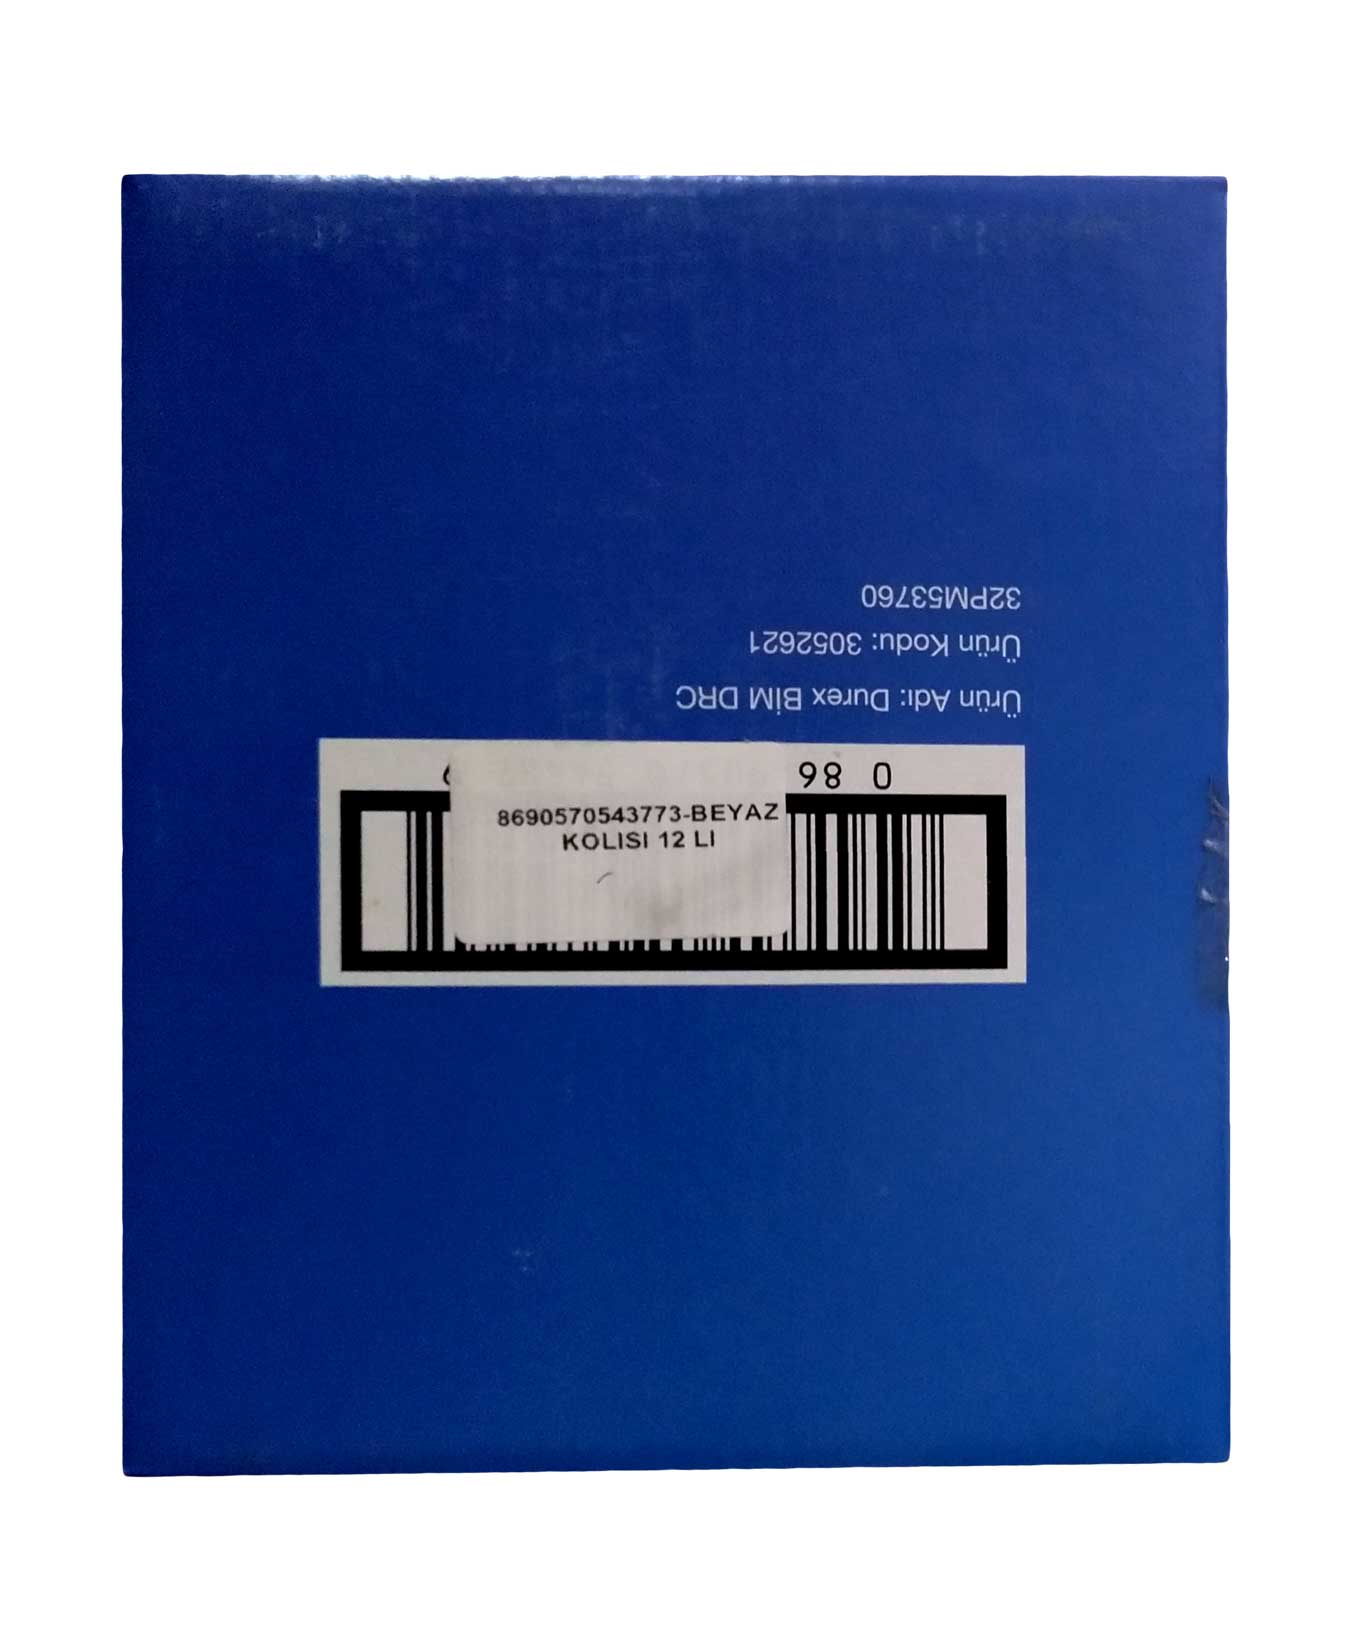 32PM53760
Ürün Kodu: 3052621
Ürün Adı: Durex BİM DRC
0 86
8690570543773-BEYAZ
KOLISI 12 LI